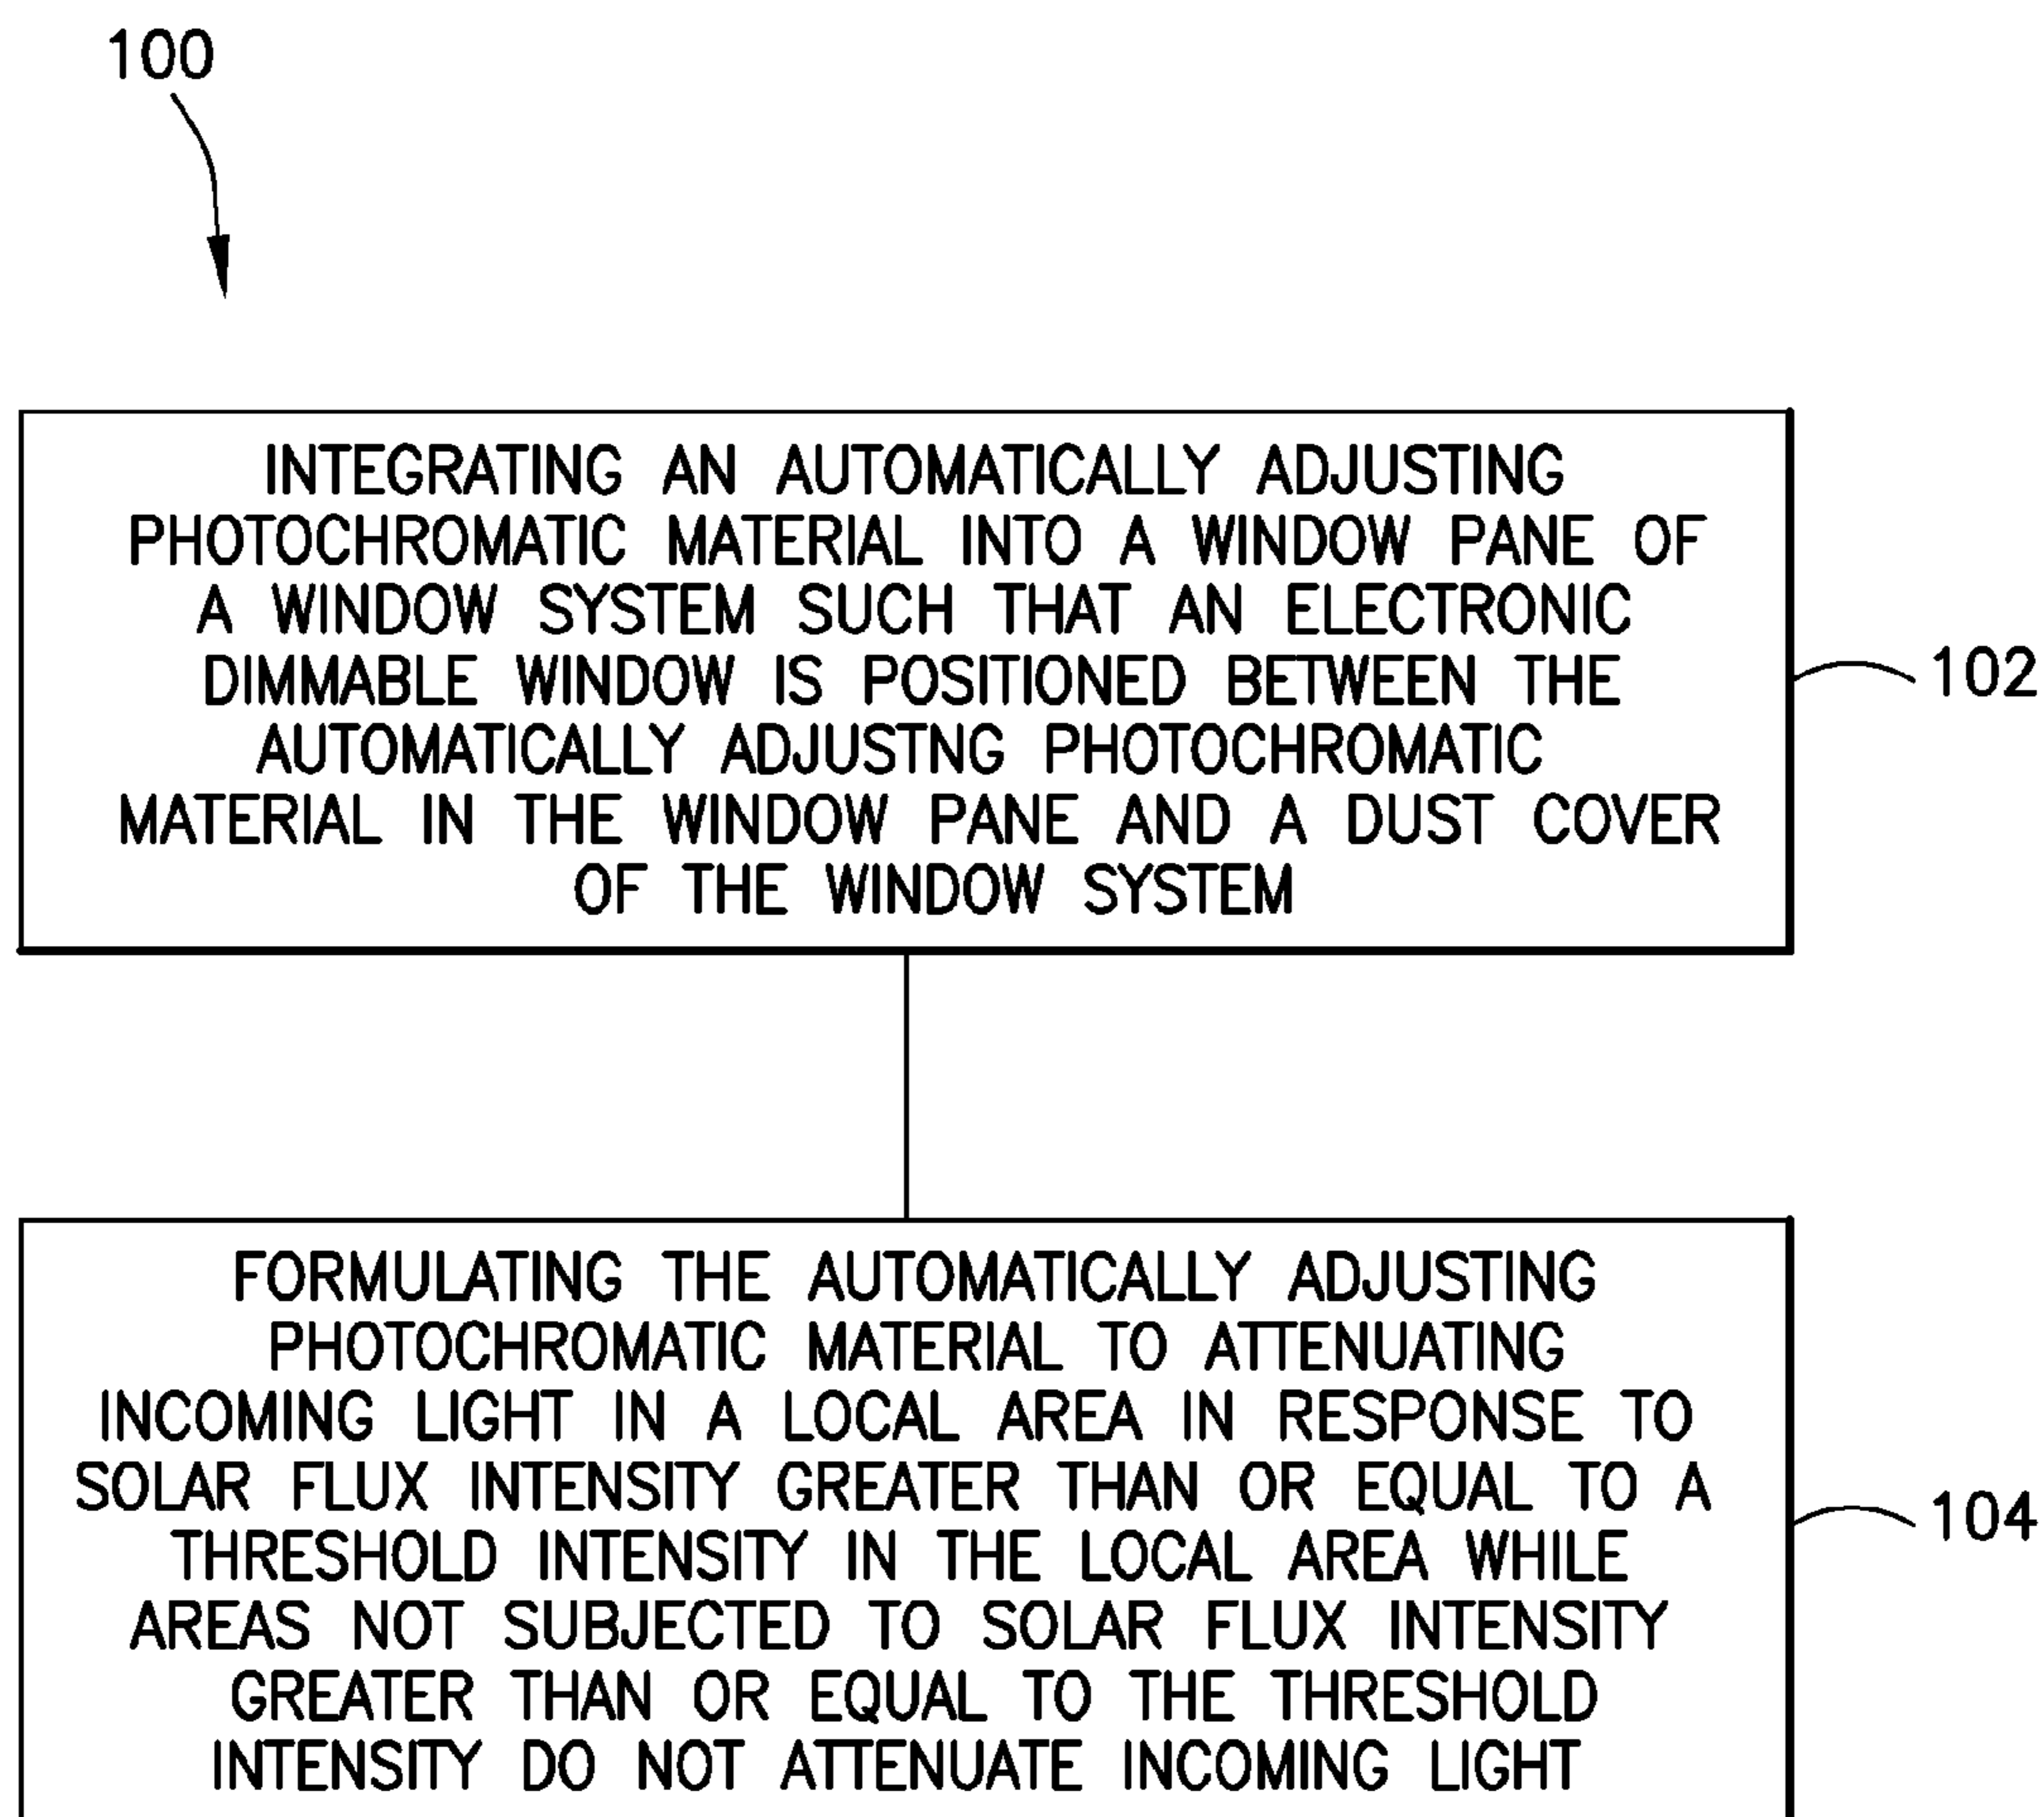 100
INTEGRATING AN AUTOMATICALLY ADJUSTING
PHOTOCHROMATIC MATERIAL INTO A WINDOW PANE OF
A WINDOW SYSTEM SUCH THAT AN ELECTRONIC
DIMMABLE WINDOW IS POSITIONED BETWEEN THE
AUTOMATICALLY ADJUSTNG PHOTOCHROMATIC
MATERIAL IN THE WINDOW PANE AND A DUST COVER
OF THE WINDOW SYSTEM
102
FORMULATING THE AUTOMATICALLY ADJUSTING
PHOTOCHROMATIC MATERIAL TO ATTENUATING
INCOMING LIGHT IN A LOCAL AREA IN RESPONSE TO
SOLAR FLUX INTENSITY GREATER THAN OR EQUAL TO A
THRESHOLD INTENSITY IN THE LOCAL AREA WHILE
AREAS NOT SUBJECTED TO SOLAR FLUX INTENSITY
GREATER THAN OR EQUAL TO THE THRESHOLD
INTENSITY DO NOT ATTENUATE INCOMING LIGHT
104